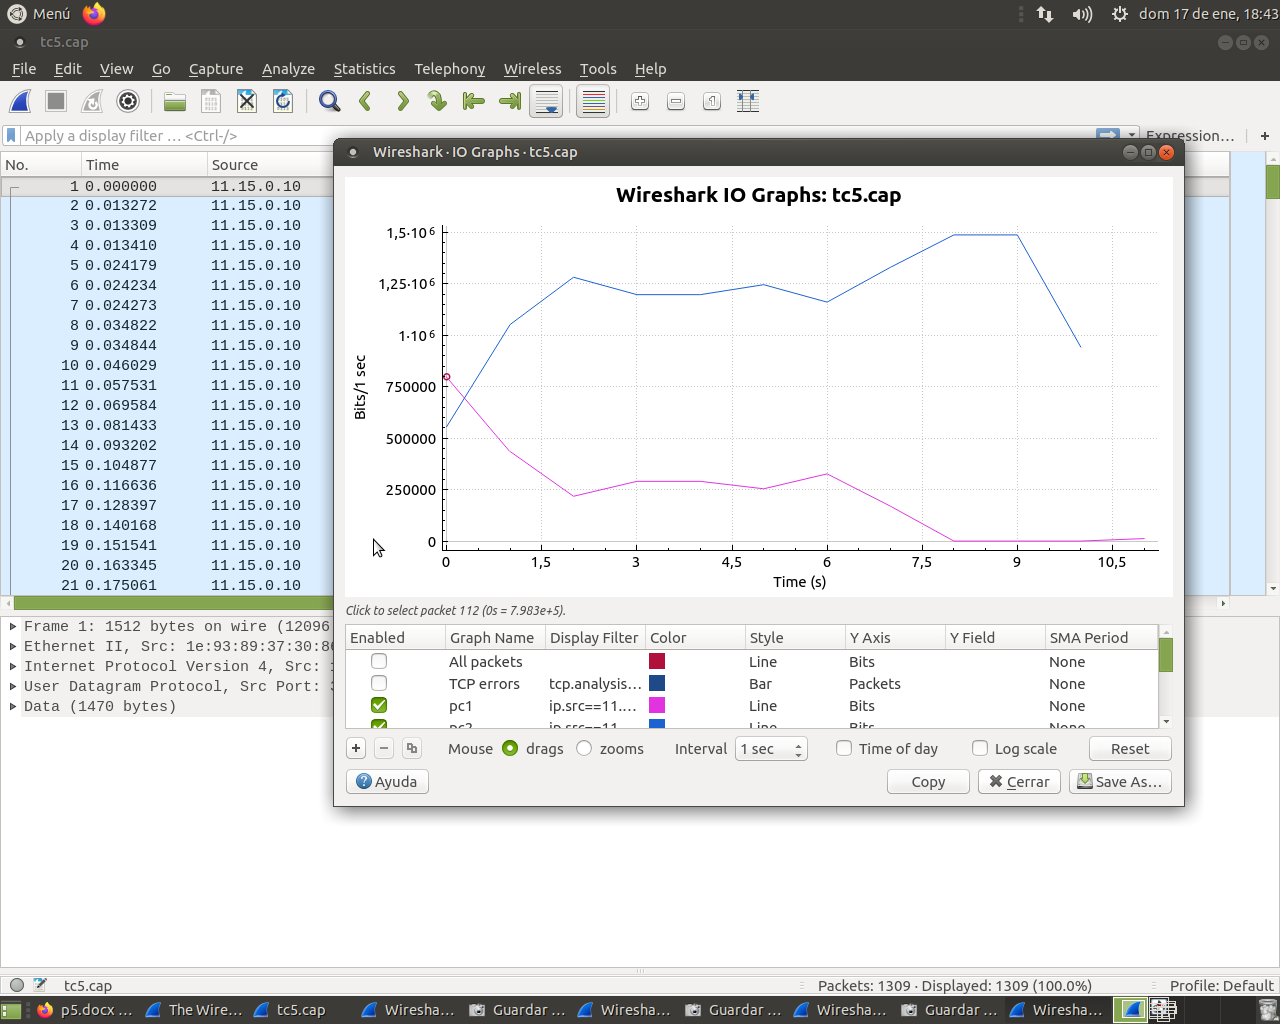 Menú
dom 17 de ene, 18:43
tc5.cap
File Edit View Go Capture Analyze Statistics Telephony Wireless Tools Help
Apply a display filter … <Ctrl-/>
Expression…
+
No. Time Source
1 0.000000 11.15.0.10
2 0.013272 11.15.0.10
3 0.013309 11.15.0.10
4 0.013410 11.15.0.10
5 0.024179 11.15.0.10
6 0.024234 11.15.0.10
7 0.024273 11.15.0.10
8 0.034822 11.15.0.10
9 0.034844 11.15.0.10
10 0.046029 11.15.0.10
11 0.057531 11.15.0.10
12 0.069584 11.15.0.10
13 0.081433 11.15.0.10
14 0.093202 11.15.0.10
15 0.104877 11.15.0.10
16 0.116636 11.15.0.10
17 0.128397 11.15.0.10
18 0.140168 11.15.0.10
19 0.151541 11.15.0.10
20 0.163345 11.15.0.10
21 0.175061 11.15.0.10
Frame 1: 1512 bytes on wire (12096
Ethernet II, Src: 1e:93:89:37:30:86
Internet Protocol Version 4, Src:
User Datagram Protocol, Src Port:
Data (1470 bytes)
Wireshark · IO Graphs · tc5.cap
Wireshark IO Graphs: tc5.cap
1,5·10⁶
1,25·10⁶
1·10⁶
750000
500000
250000
0
Bits/1 sec
0 1,5 3 4,5 6 7,5 9 10,5
Time (s)
Click to select packet 112 (0s = 7.983e+5).
Enabled Graph Name Display Filter Color Style Y Axis Y Field SMA Period
All packets Line Bits None
TCP errors tcp.analysis… Bar Packets None
pc1 ip.src==11.… Line Bits None
pc2 ip.src==11.… Line Bits None
Mouse drags zooms Interval 1 sec Time of day Log scale Reset
Ayuda Copy Cerrar Save As…
tc5.cap
Packets: 1309 · Displayed: 1309 (100.0%)
Profile: Default
p5.docx … The Wire… tc5.cap Wiresha… Guardar … Wiresha… Guardar … Wiresha… Guardar … Wiresha…